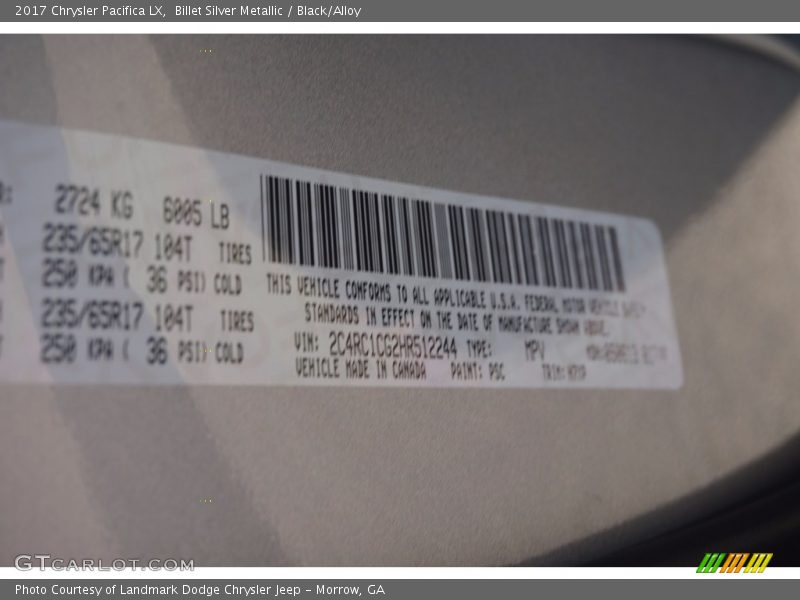 2017 Chrysler Pacifica LX, Billet Silver Metallic / Black/Alloy
2724 KG 6005 LB
235/65R17 104T TIRES
250 KPA ( 36 PSI) COLD
235/65R17 104T TIRES
250 KPA ( 36 PSI) COLD
THIS VEHICLE CONFORMS TO ALL APPLICABLE U.S.A. FEDERAL MOTOR VEHICLE SAFETY
STANDARDS IN EFFECT ON THE DATE OF MANUFACTURE SHOWN ABOVE.
VIN: 2C4RC1CG2HR512244 TYPE: MPV
VEHICLE MADE IN CANADA PAINT: PSC TRIM:
GTCARLOT.COM
Photo Courtesy of Landmark Dodge Chrysler Jeep – Morrow, GA